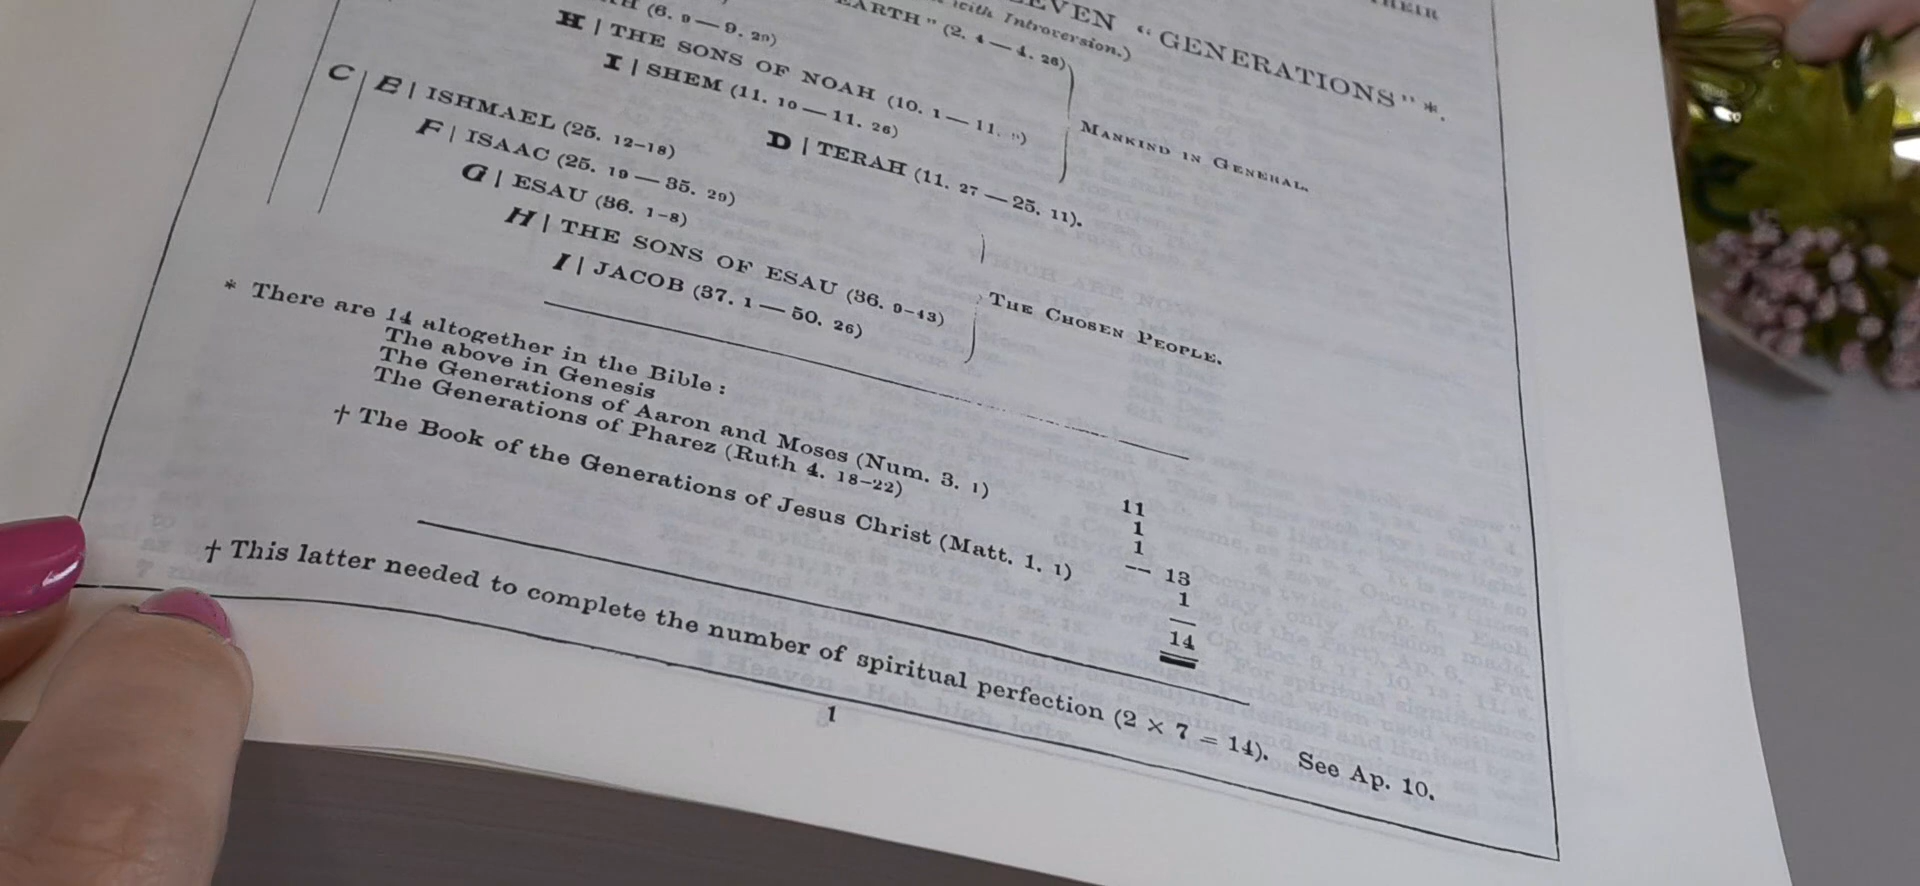 THEIR
EVEN "GENERATIONS"*.
with Introversion.)
EARTH" (2. 4—4. 26)
(6. 9—9. 29)
H | THE SONS OF NOAH (10. 1—11. 9)
I | SHEM (11. 10—11. 26)
MANKIND IN GENERAL.
D | TERAH (11. 27—25. 11).
C | E | ISHMAEL (25. 12-18)
F | ISAAC (25. 19—35. 29)
G | ESAU (36. 1-8)
H | THE SONS OF ESAU (36. 9-43)
I | JACOB (37. 1—50. 26)
THE CHOSEN PEOPLE.
* There are 14 altogether in the Bible :
The above in Genesis 11
The Generations of Aaron and Moses (Num. 3. 1) 1
The Generations of Pharez (Ruth 4. 18-22) 1
-- 13
† The Book of the Generations of Jesus Christ (Matt. 1. 1) 1
14
† This latter needed to complete the number of spiritual perfection (2 × 7 = 14). See Ap. 10.
1